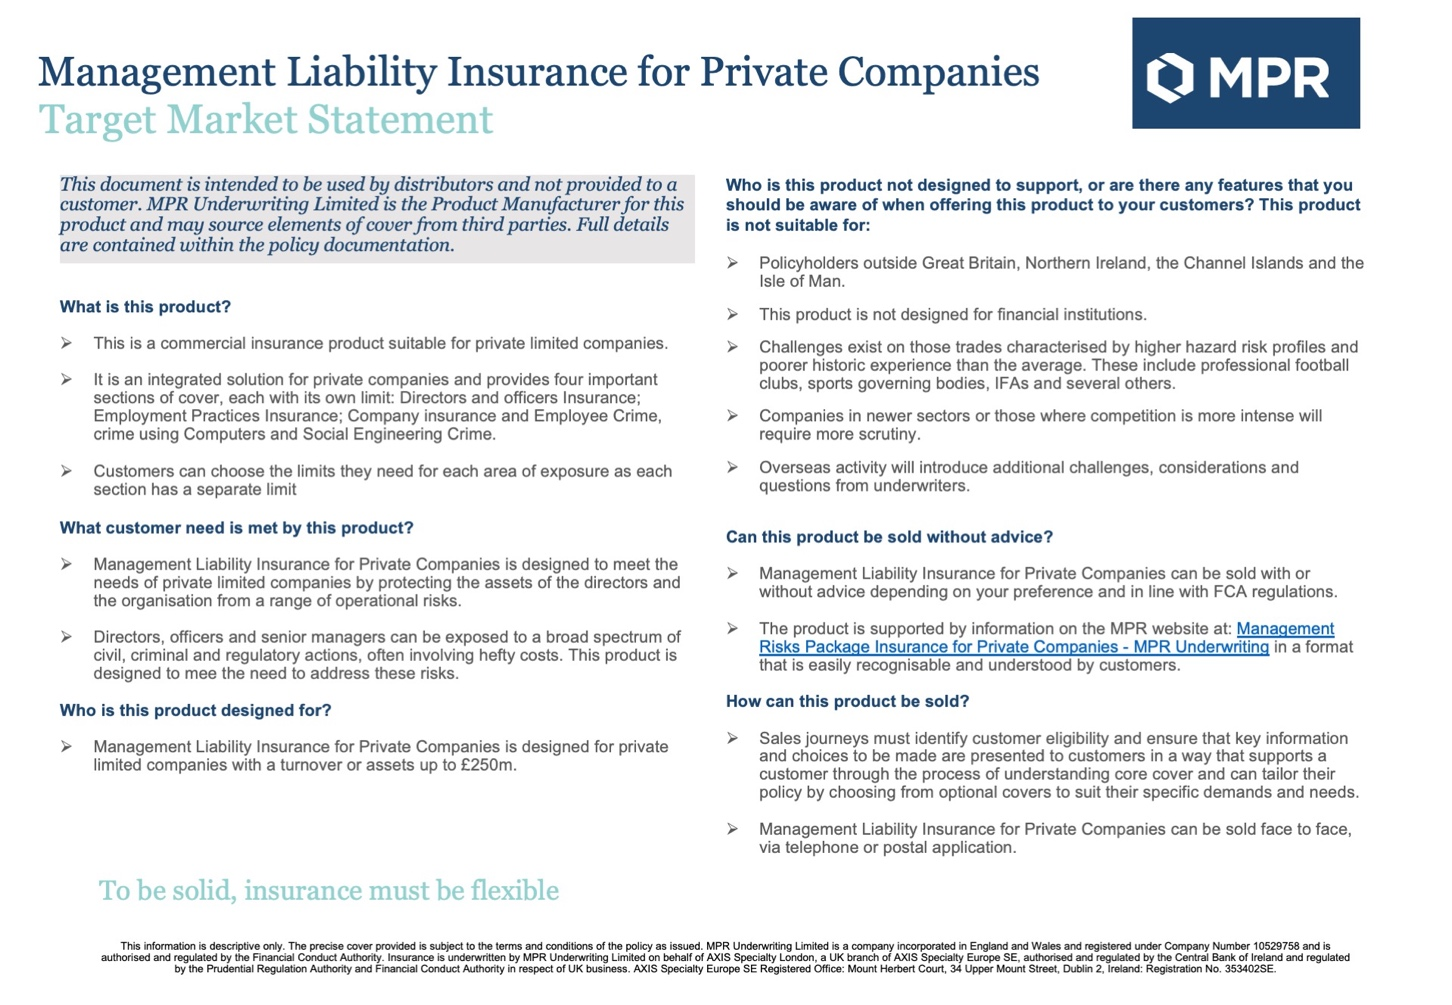 Management Liability Insurance for Private Companies
Target Market Statement
MPR
This document is intended to be used by distributors and not provided to a
customer. MPR Underwriting Limited is the Product Manufacturer for this
product and may source elements of cover from third parties. Full details
are contained within the policy documentation.
What is this product?
➢ This is a commercial insurance product suitable for private limited companies.
➢ It is an integrated solution for private companies and provides four important
sections of cover, each with its own limit: Directors and officers Insurance;
Employment Practices Insurance; Company insurance and Employee Crime,
crime using Computers and Social Engineering Crime.
➢ Customers can choose the limits they need for each area of exposure as each
section has a separate limit
What customer need is met by this product?
➢ Management Liability Insurance for Private Companies is designed to meet the
needs of private limited companies by protecting the assets of the directors and
the organisation from a range of operational risks.
➢ Directors, officers and senior managers can be exposed to a broad spectrum of
civil, criminal and regulatory actions, often involving hefty costs. This product is
designed to mee the need to address these risks.
Who is this product designed for?
➢ Management Liability Insurance for Private Companies is designed for private
limited companies with a turnover or assets up to £250m.
To be solid, insurance must be flexible
Who is this product not designed to support, or are there any features that you
should be aware of when offering this product to your customers? This product
is not suitable for:
➢ Policyholders outside Great Britain, Northern Ireland, the Channel Islands and the
Isle of Man.
➢ This product is not designed for financial institutions.
➢ Challenges exist on those trades characterised by higher hazard risk profiles and
poorer historic experience than the average. These include professional football
clubs, sports governing bodies, IFAs and several others.
➢ Companies in newer sectors or those where competition is more intense will
require more scrutiny.
➢ Overseas activity will introduce additional challenges, considerations and
questions from underwriters.
Can this product be sold without advice?
➢ Management Liability Insurance for Private Companies can be sold with or
without advice depending on your preference and in line with FCA regulations.
➢ The product is supported by information on the MPR website at: Management
Risks Package Insurance for Private Companies - MPR Underwriting in a format
that is easily recognisable and understood by customers.
How can this product be sold?
➢ Sales journeys must identify customer eligibility and ensure that key information
and choices to be made are presented to customers in a way that supports a
customer through the process of understanding core cover and can tailor their
policy by choosing from optional covers to suit their specific demands and needs.
➢ Management Liability Insurance for Private Companies can be sold face to face,
via telephone or postal application.
This information is descriptive only. The precise cover provided is subject to the terms and conditions of the policy as issued. MPR Underwriting Limited is a company incorporated in England and Wales and registered under Company Number 10529758 and is
authorised and regulated by the Financial Conduct Authority. Insurance is underwritten by MPR Underwriting Limited on behalf of AXIS Specialty London, a UK branch of AXIS Specialty Europe SE, authorised and regulated by the Central Bank of Ireland and regulated
by the Prudential Regulation Authority and Financial Conduct Authority in respect of UK business. AXIS Specialty Europe SE Registered Office: Mount Herbert Court, 34 Upper Mount Street, Dublin 2, Ireland: Registration No. 353402SE.